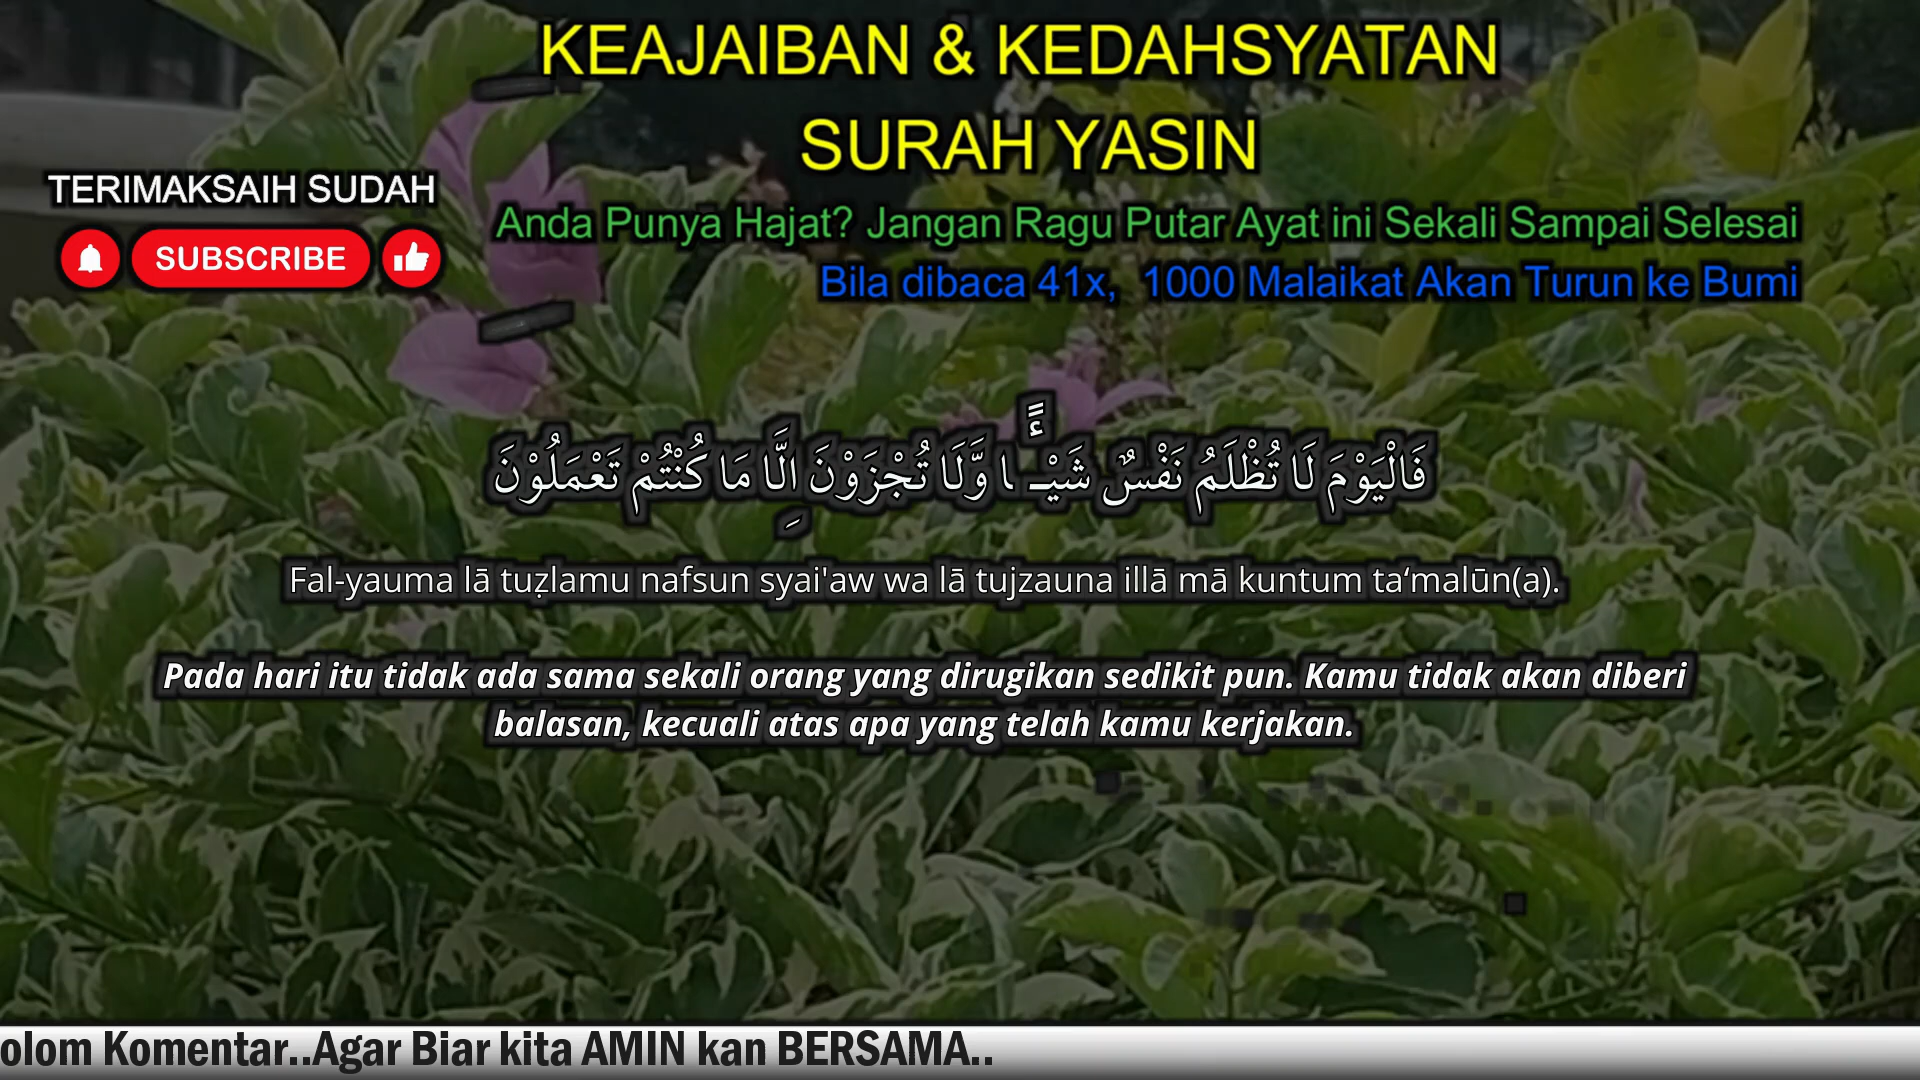 KEAJAIBAN & KEDAHSYATAN
SURAH YASIN
TERIMAKSAIH SUDAH
SUBSCRIBE
Anda Punya Hajat? Jangan Ragu Putar Ayat ini Sekali Sampai Selesai
Bila dibaca 41x, 1000 Malaikat Akan Turun ke Bumi
فَالْيَوْمَ لَا تُظْلَمُ نَفْسٌ شَيْـًٔا وَّلَا تُجْزَوْنَ اِلَّا مَا كُنْتُمْ تَعْمَلُوْنَ
Fal-yauma lā tuẓlamu nafsun syai'aw wa lā tujzauna illā mā kuntum ta‘malūn(a).
Pada hari itu tidak ada sama sekali orang yang dirugikan sedikit pun. Kamu tidak akan diberi
balasan, kecuali atas apa yang telah kamu kerjakan.
olom Komentar..Agar Biar kita AMIN kan BERSAMA..